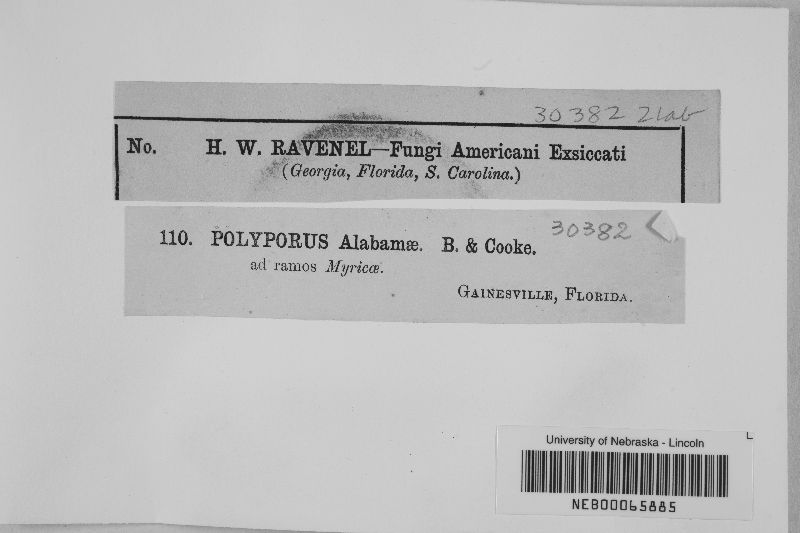 30382 2lab
No. H. W. RAVENEL—Fungi Americani Exsiccati
(Georgia, Florida, S. Carolina.)
30382
110. POLYPORUS Alabamæ. B. & Cooke.
ad ramos Myricæ.
GAINESVILLE, FLORIDA.
University of Nebraska - Lincoln
L
NEB00065885